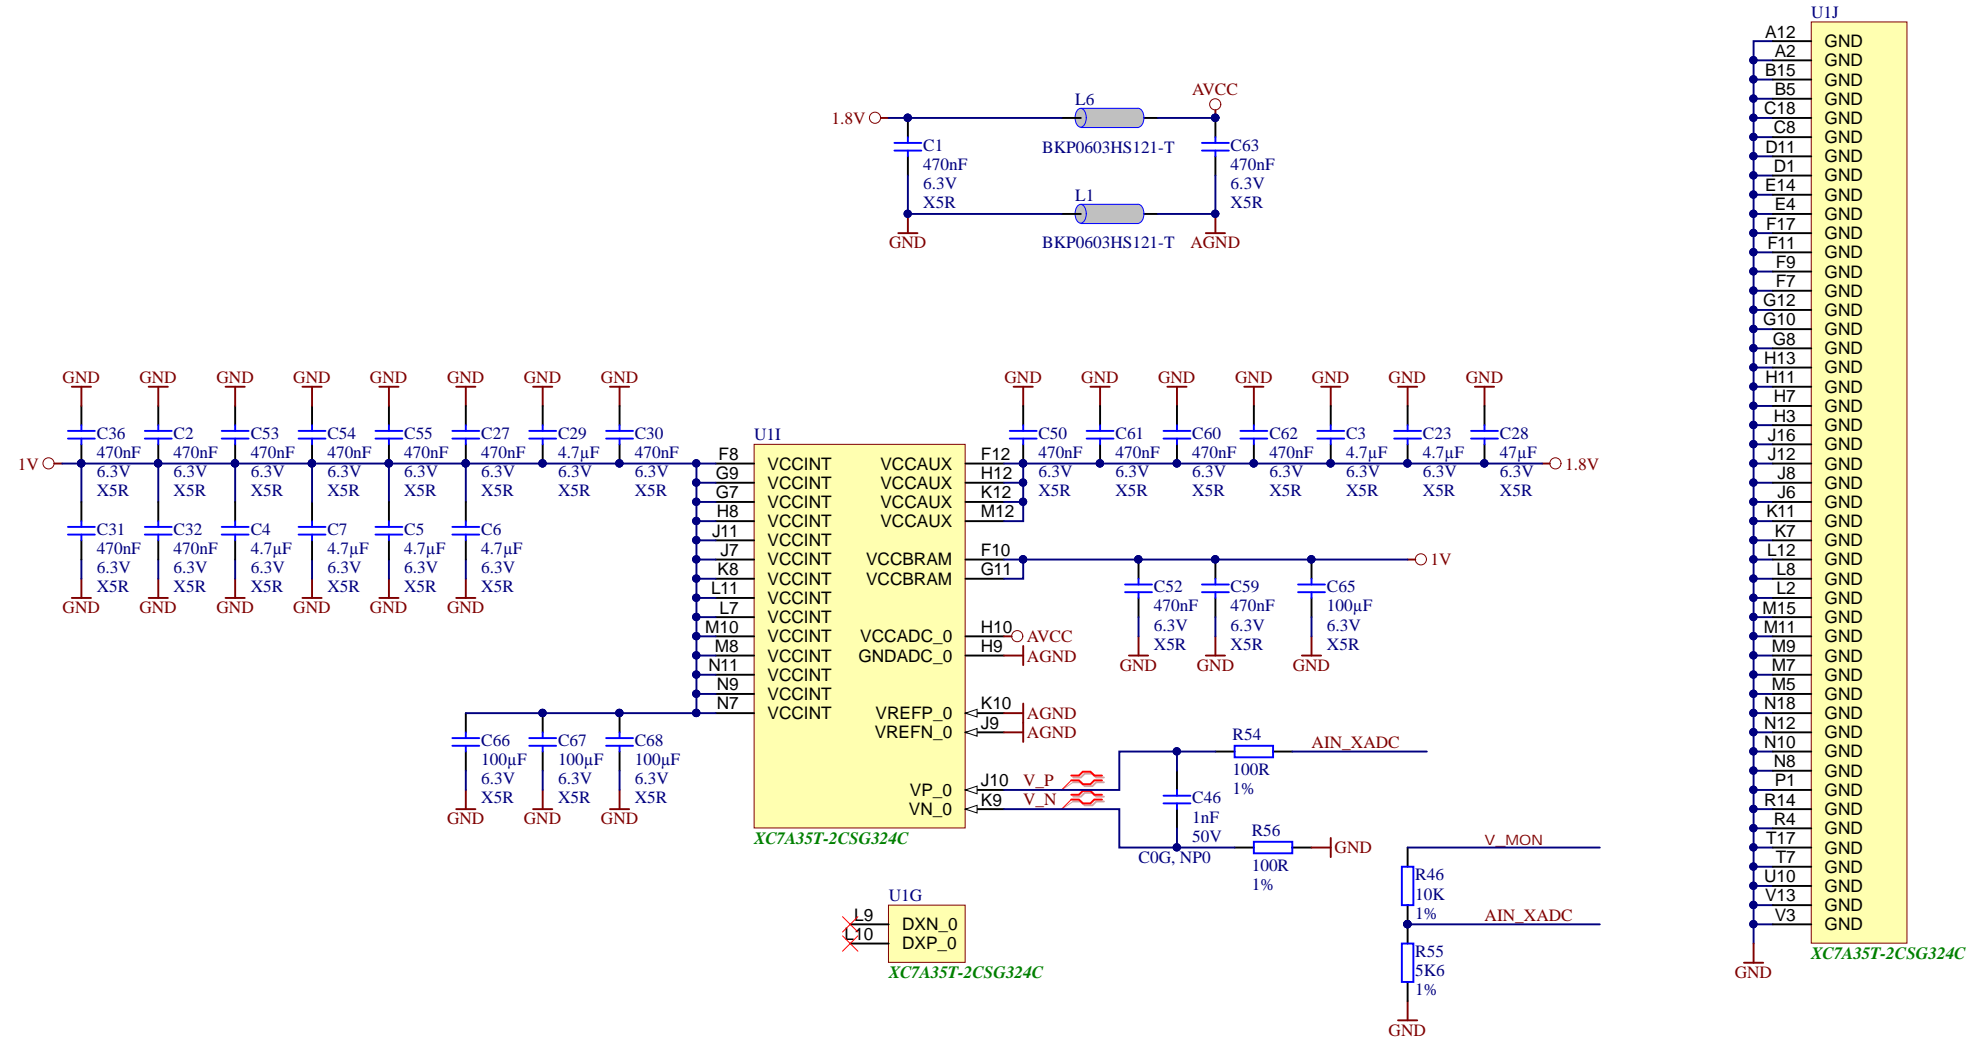 U1J
A12 GND
A2 GND
B15 GND
B5 GND
C18 GND
C8 GND
D11 GND
D1 GND
E14 GND
E4 GND
F17 GND
F11 GND
F9 GND
F7 GND
G12 GND
G10 GND
G8 GND
H13 GND
H11 GND
H7 GND
H3 GND
J16 GND
J12 GND
J8 GND
J6 GND
K11 GND
K7 GND
L12 GND
L8 GND
L2 GND
M15 GND
M11 GND
M9 GND
M7 GND
M5 GND
N18 GND
N12 GND
N10 GND
N8 GND
P1 GND
R14 GND
R4 GND
T17 GND
T7 GND
U10 GND
V13 GND
V3 GND
XC7A35T-2CSG324C
GND
AVCC
L6
1.8V
BKP0603HS121-T
C1
470nF
6.3V
X5R
C63
470nF
6.3V
X5R
L1
BKP0603HS121-T
GND
AGND
GND GND GND GND GND GND GND GND
C36
470nF
6.3V
X5R
C2
470nF
6.3V
X5R
C53
470nF
6.3V
X5R
C54
470nF
6.3V
X5R
C55
470nF
6.3V
X5R
C27
470nF
6.3V
X5R
C29
4.7µF
6.3V
X5R
C30
470nF
6.3V
X5R
1V
C31
470nF
6.3V
X5R
C32
470nF
6.3V
X5R
C4
4.7µF
6.3V
X5R
C7
4.7µF
6.3V
X5R
C5
4.7µF
6.3V
X5R
C6
4.7µF
6.3V
X5R
GND GND GND GND GND GND
C66
100µF
6.3V
X5R
C67
100µF
6.3V
X5R
C68
100µF
6.3V
X5R
GND GND GND
U1I
F8 VCCINT
G9 VCCINT
G7 VCCINT
H8 VCCINT
J11 VCCINT
J7 VCCINT
K8 VCCINT
L11 VCCINT
L7 VCCINT
M10 VCCINT
M8 VCCINT
N11 VCCINT
N9 VCCINT
N7 VCCINT
VCCAUX F12
VCCAUX H12
VCCAUX K12
VCCAUX M12
VCCBRAM F10
VCCBRAM G11
VCCADC_0 H10 AVCC
GNDADC_0 H9 AGND
VREFP_0 K10 AGND
VREFN_0 J9 AGND
VP_0 J10 V_P
VN_0 K9 V_N
XC7A35T-2CSG324C
GND GND GND GND GND GND GND
C50
470nF
6.3V
X5R
C61
470nF
6.3V
X5R
C60
470nF
6.3V
X5R
C62
470nF
6.3V
X5R
C3
4.7µF
6.3V
X5R
C23
4.7µF
6.3V
X5R
C28
47µF
6.3V
X5R
1.8V
1V
C52
470nF
6.3V
X5R
C59
470nF
6.3V
X5R
C65
100µF
6.3V
X5R
GND GND GND
R54
100R
1%
AIN_XADC
C46
1nF
50V
C0G, NP0
R56
100R
1%
GND
V_MON
R46
10K
1%
AIN_XADC
R55
5K6
1%
GND
U1G
L9 DXN_0
L10 DXP_0
XC7A35T-2CSG324C